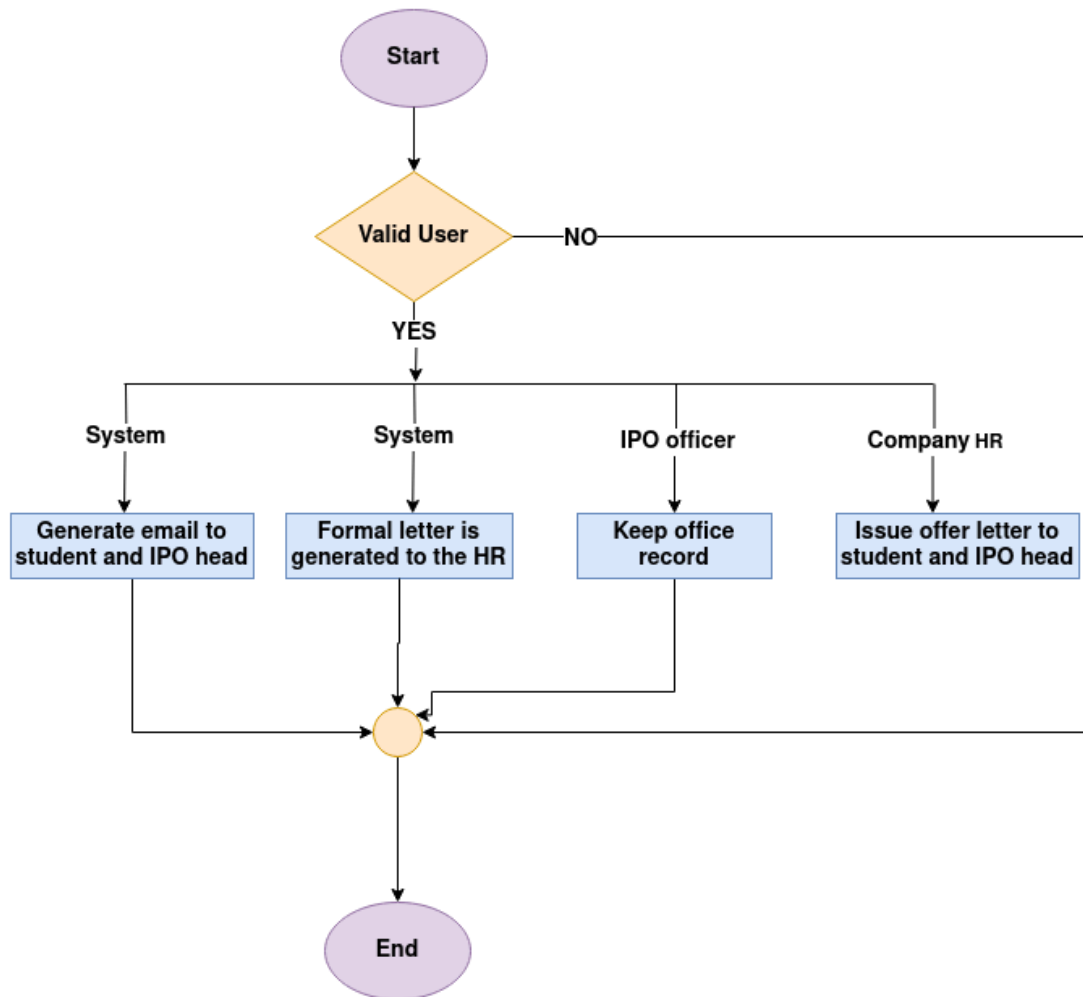 Start
Valid User
NO
YES
System
System
IPO officer
Company HR
Generate email to
student and IPO head
Formal letter is
generated to the HR
Keep office
record
Issue offer letter to
student and IPO head
End